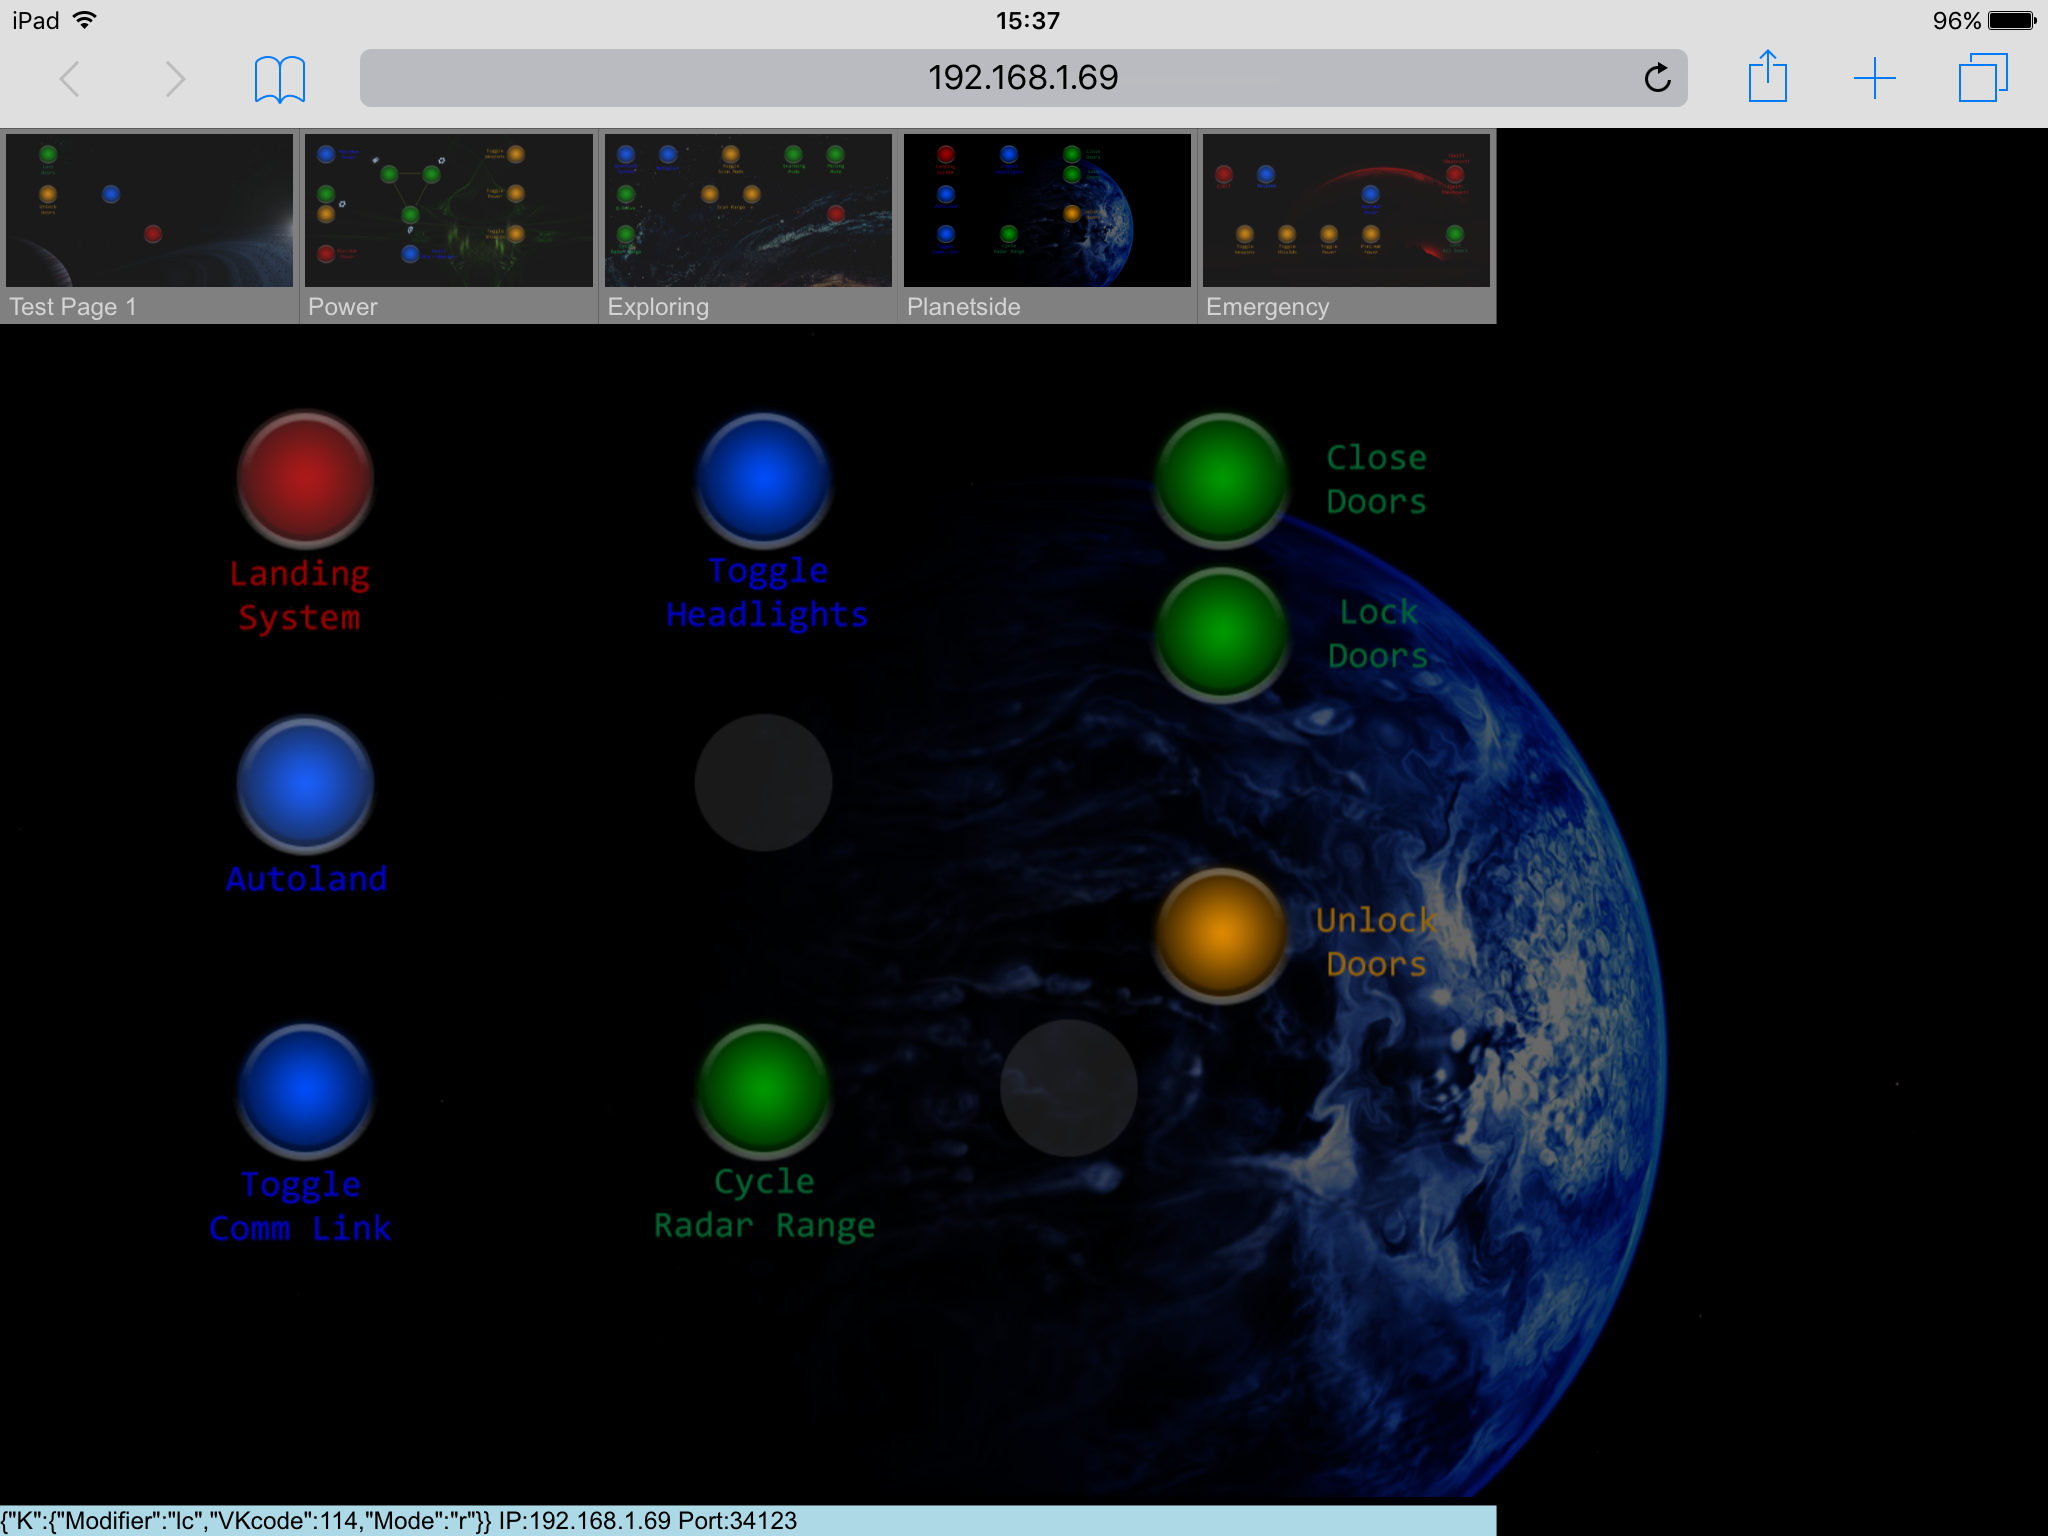 iPad 15:37 96%
192.168.1.69
Test Page 1 Power Exploring Planetside Emergency
Landing
System
Toggle
Headlights
Close
Doors
Lock
Doors
Autoland
Unlock
Doors
Toggle
Comm Link
Cycle
Radar Range
{"K":{"Modifier":"lc","VKcode":114,"Mode":"r"}} IP:192.168.1.69 Port:34123